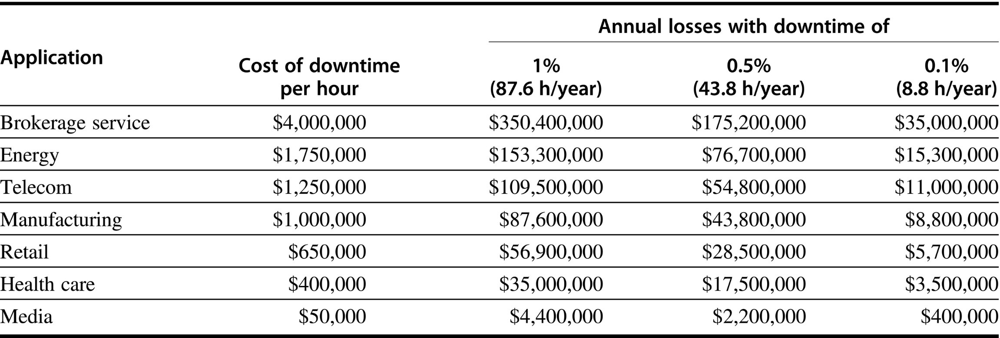 Annual losses with downtime of
Application
Cost of downtime per hour
1% (87.6 h/year)
0.5% (43.8 h/year)
0.1% (8.8 h/year)
Brokerage service $4,000,000 $350,400,000 $175,200,000 $35,000,000
Energy $1,750,000 $153,300,000 $76,700,000 $15,300,000
Telecom $1,250,000 $109,500,000 $54,800,000 $11,000,000
Manufacturing $1,000,000 $87,600,000 $43,800,000 $8,800,000
Retail $650,000 $56,900,000 $28,500,000 $5,700,000
Health care $400,000 $35,000,000 $17,500,000 $3,500,000
Media $50,000 $4,400,000 $2,200,000 $400,000